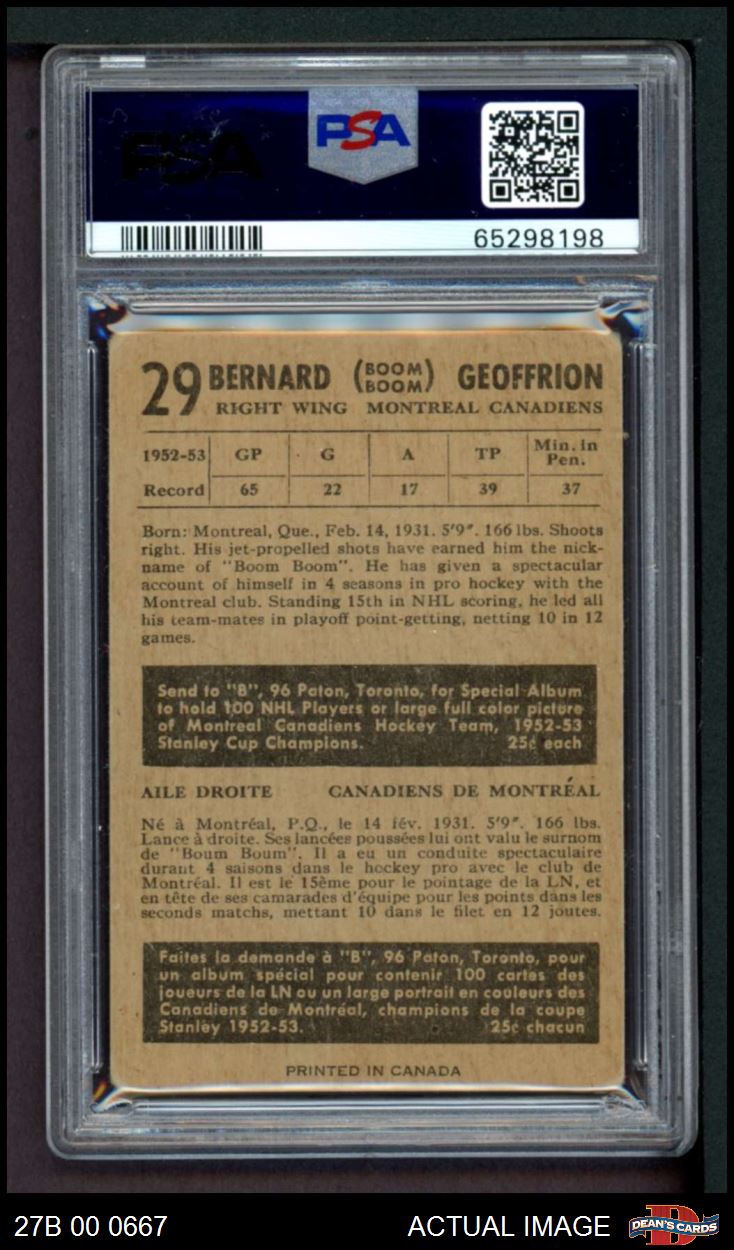 PSA
PSA
65298198
29 BERNARD (BOOM BOOM) GEOFFRION
RIGHT WING MONTREAL CANADIENS
1952-53 GP G A TP Min. in Pen.
Record 65 22 17 39 37
Born: Montreal, Que., Feb. 14, 1931. 5'9". 166 lbs. Shoots
right. His jet-propelled shots have earned him the nick-
name of "Boom Boom". He has given a spectacular
account of himself in 4 seasons in pro hockey with the
Montreal club. Standing 15th in NHL scoring, he led all
his team-mates in playoff point-getting, netting 10 in 12
games.
Send to "B", 96 Paton, Toronto, for Special Album
to hold 100 NHL Players or large full color picture
of Montreal Canadiens Hockey Team, 1952-53
Stanley Cup Champions. 25¢ each
AILE DROITE CANADIENS DE MONTRÉAL
Né à Montréal, P.Q., le 14 fév. 1931. 5'9". 166 lbs.
Lance à droite. Ses lancées poussées lui ont valu le surnom
de "Boum Boum". Il a eu un conduite spectaculaire
durant 4 saisons dans le hockey pro avec le club de
Montréal. Il est le 15ème pour le pointage de la LN, et
en tête de ses camarades d'équipe pour les points dans les
seconds matchs, mettant 10 dans le filet en 12 joutes.
Faites la demande à "B", 96 Paton, Toronto, pour
un album spécial pour contenir 100 cartes des
joueurs de la LN ou un large portrait en couleurs des
Canadiens de Montréal, champions de la coupe
Stanley 1952-53. 25¢ chacun
PRINTED IN CANADA
27B 00 0667 ACTUAL IMAGE DEAN'S CARDS